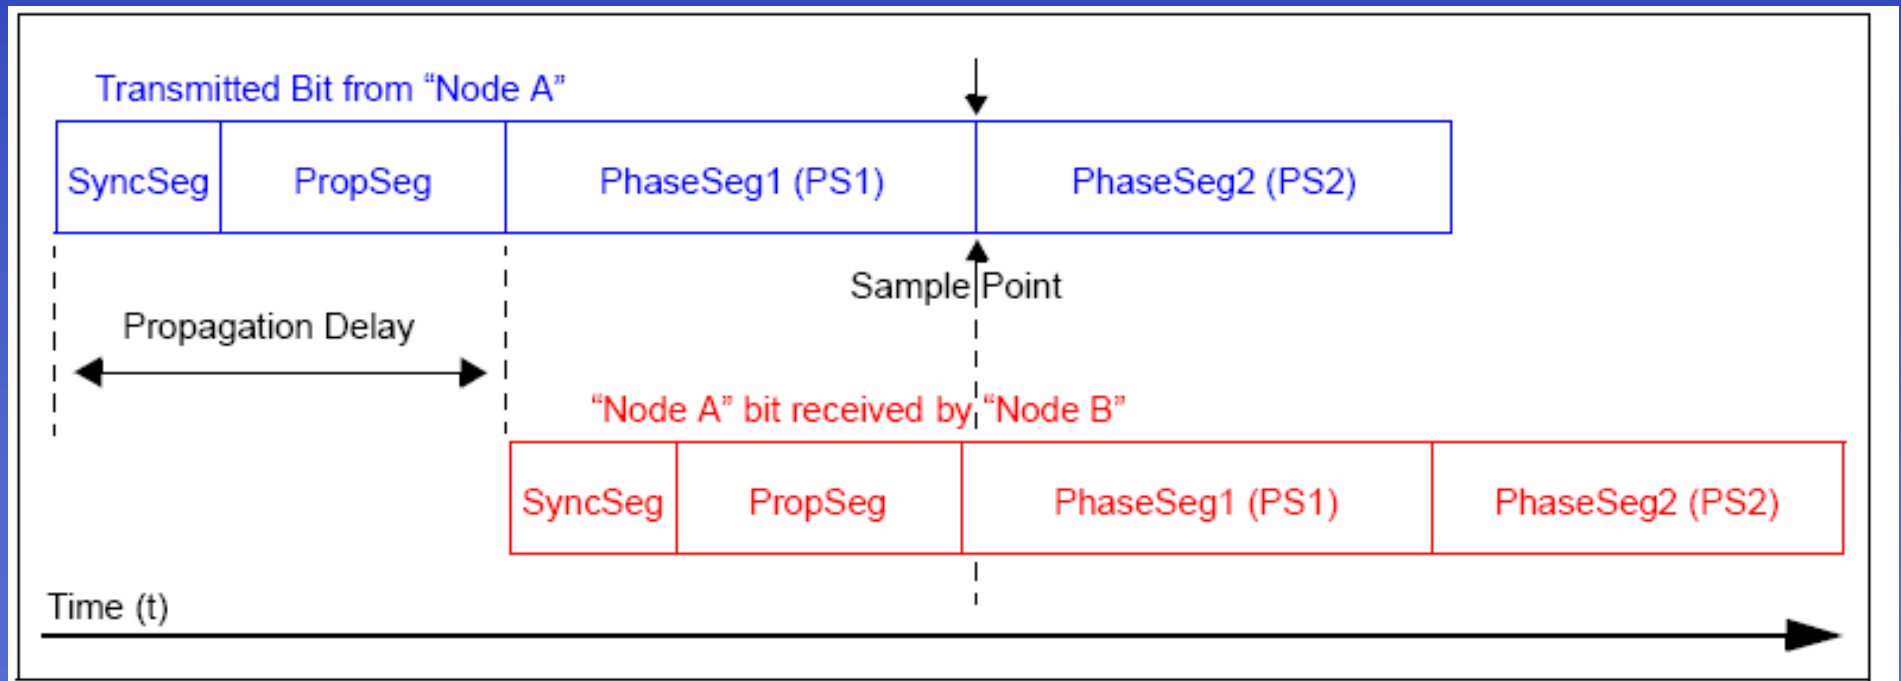 Transmitted Bit from “Node A”
SyncSeg PropSeg PhaseSeg1 (PS1) PhaseSeg2 (PS2)
Sample Point
Propagation Delay
“Node A” bit received by “Node B”
SyncSeg PropSeg PhaseSeg1 (PS1) PhaseSeg2 (PS2)
Time (t)